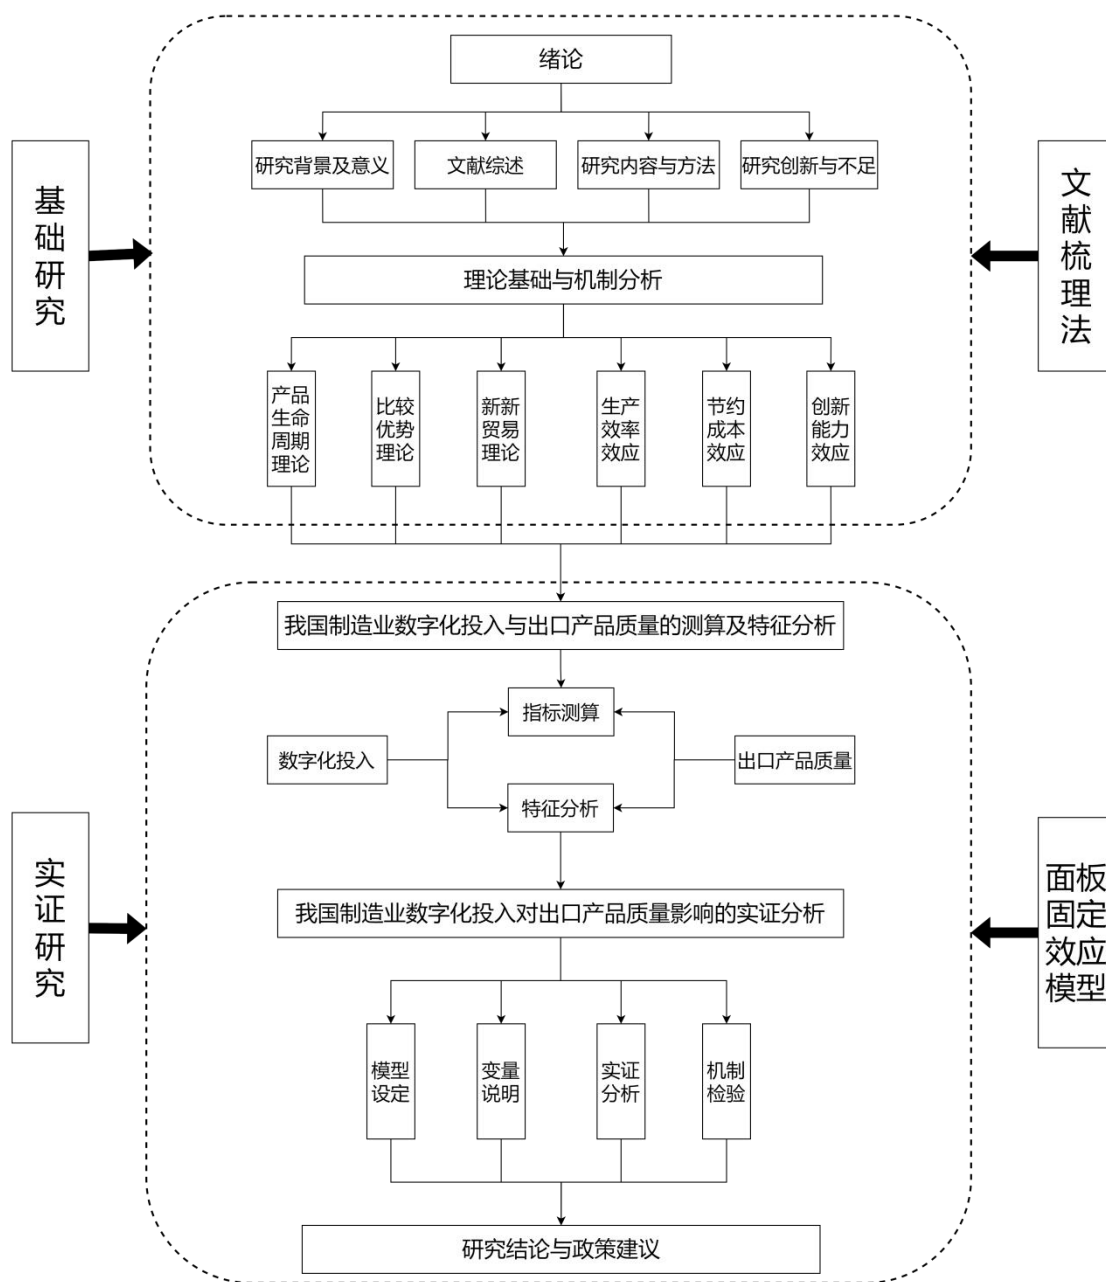 绪论
研究背景及意义
文献综述
研究内容与方法
研究创新与不足
基
础
研
究
文
献
梳
理
法
理论基础与机制分析
产品
生命
周期
理论
比较
优势
理论
新新
贸易
理论
生产
效率
效应
节约
成本
效应
创新
能力
效应
我国制造业数字化投入与出口产品质量的测算及特征分析
指标测算
数字化投入
出口产品质量
特征分析
实
证
研
究
面板
固定
效应
模型
我国制造业数字化投入对出口产品质量影响的实证分析
模型
设定
变量
说明
实证
分析
机制
检验
研究结论与政策建议